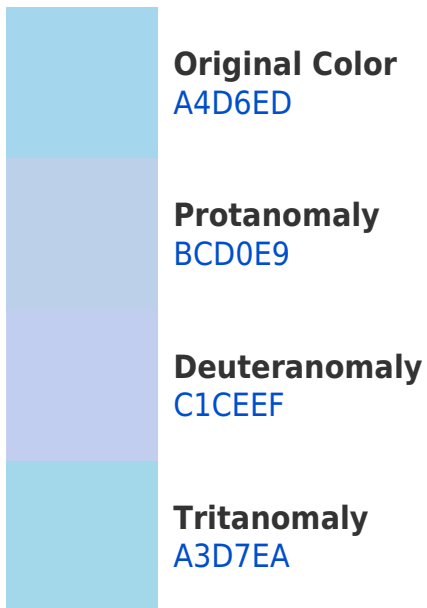 Original Color
A4D6ED
Protanomaly
BCD0E9
Deuteranomaly
C1CEEF
Tritanomaly
A3D7EA